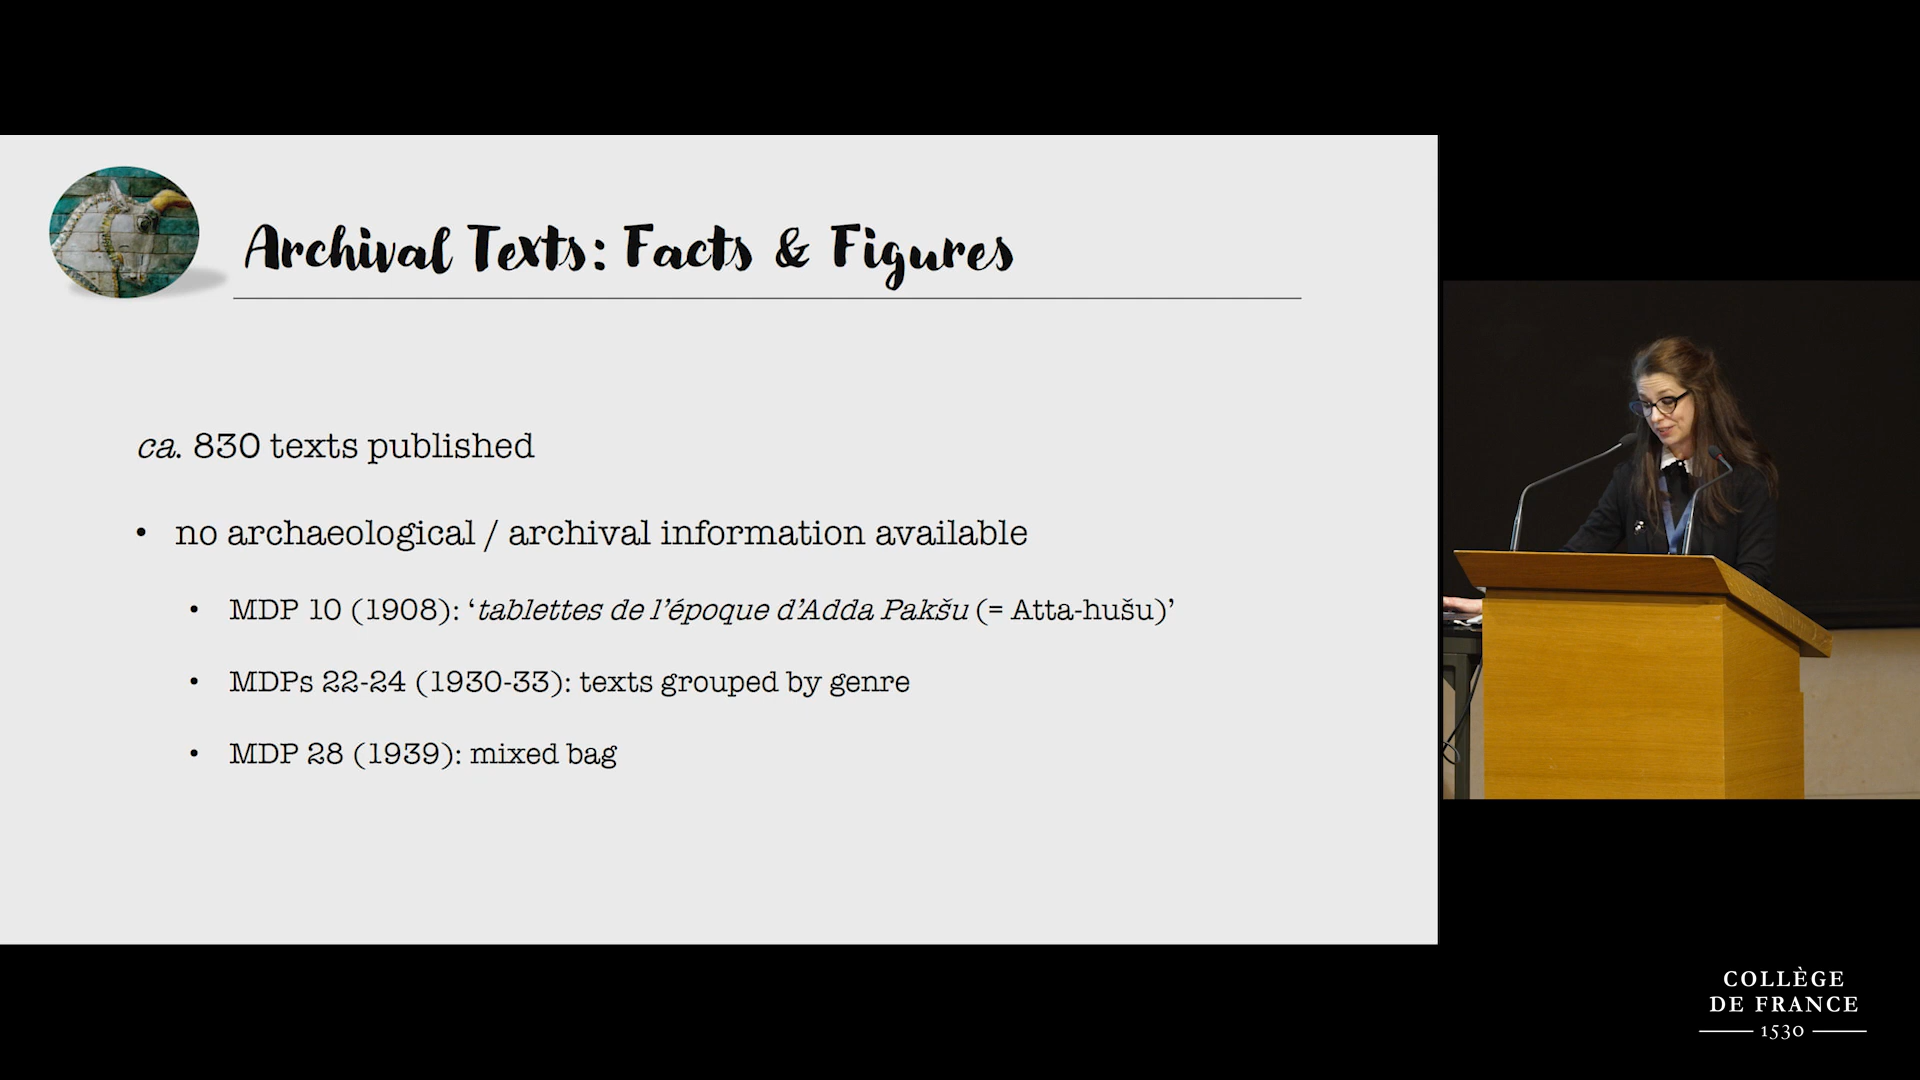 Archival Texts: Facts & Figures
ca. 830 texts published
• no archaeological / archival information available
• MDP 10 (1908): ‘tablettes de l’époque d’Adda Pakšu (= Atta-hušu)’
• MDPs 22-24 (1930-33): texts grouped by genre
• MDP 28 (1939): mixed bag
COLLÈGE
DE FRANCE
1530